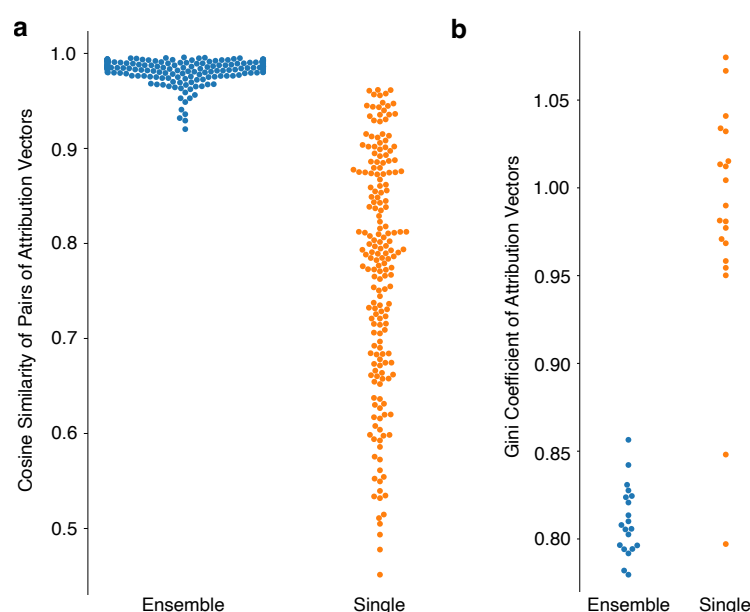 a
Cosine Similarity of Pairs of Attribution Vectors
1.0
0.9
0.8
0.7
0.6
0.5
Ensemble
Single
b
Gini Coefficient of Attribution Vectors
1.05
1.00
0.95
0.90
0.85
0.80
Ensemble
Single